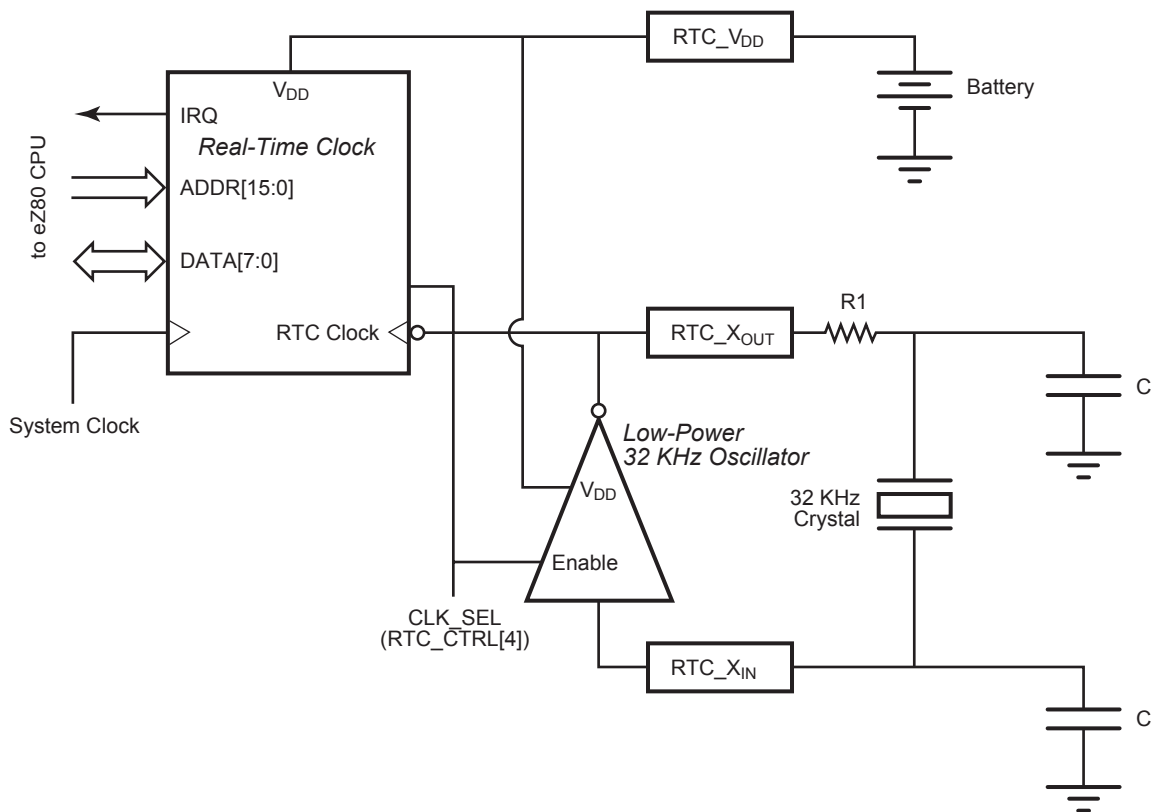 RTC_VDD
VDD
Battery
IRQ
Real-Time Clock
to eZ80 CPU
ADDR[15:0]
DATA[7:0]
R1
RTC Clock
RTC_XOUT
C
System Clock
Low-Power
32 KHz Oscillator
VDD
32 KHz
Crystal
Enable
CLK_SEL
(RTC_CTRL[4])
RTC_XIN
C